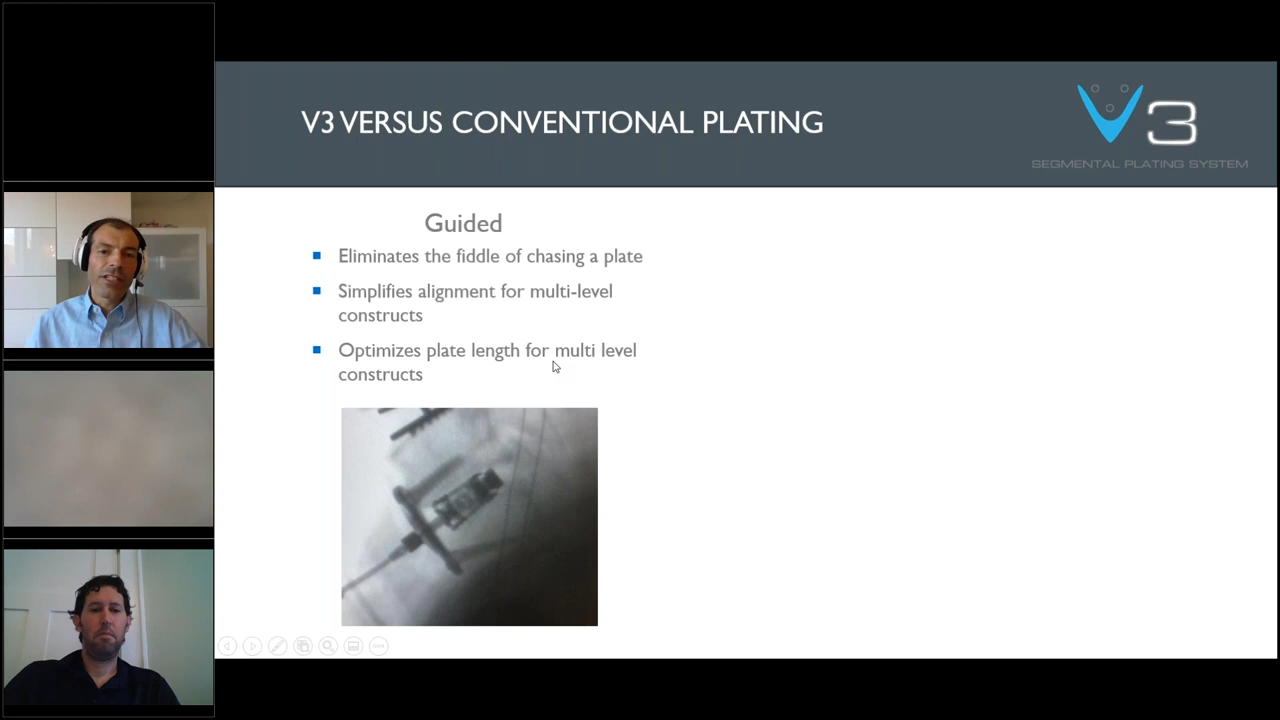 V3 VERSUS CONVENTIONAL PLATING
V3
SEGMENTAL PLATING SYSTEM
Guided
Eliminates the fiddle of chasing a plate
Simplifies alignment for multi-level
constructs
Optimizes plate length for multi level
constructs